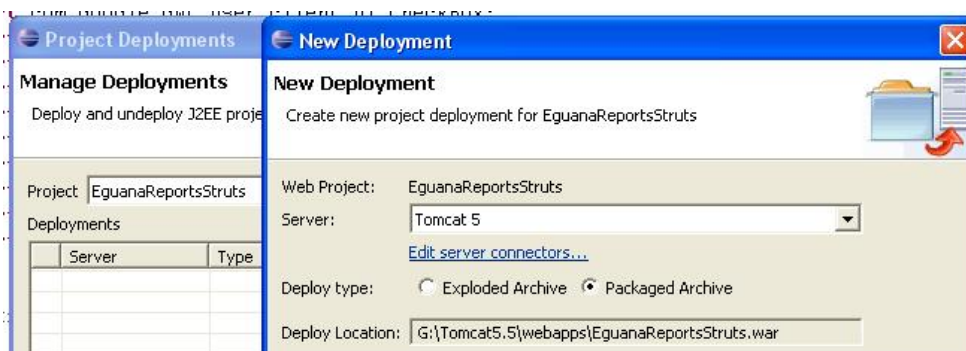 Project Deployments
Manage Deployments
Deploy and undeploy J2EE proje
Project EguanaReportsStruts
Deployments
Server Type
New Deployment
New Deployment
Create new project deployment for EguanaReportsStruts
Web Project: EguanaReportsStruts
Server: Tomcat 5
Edit server connectors...
Deploy type: Exploded Archive Packaged Archive
Deploy Location: G:\Tomcat5.5\webapps\EguanaReportsStruts.war